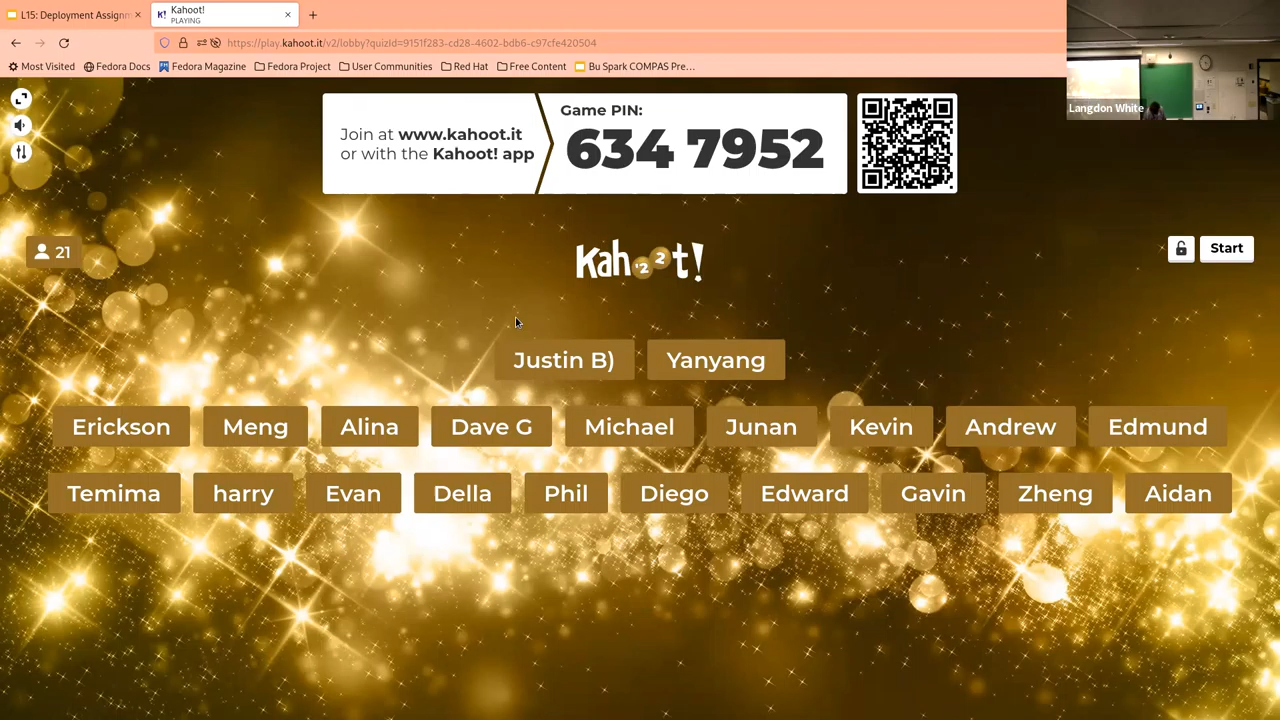 L15: Deployment Assignm
Kahoot!
PLAYING
https://play.kahoot.it/v2/lobby?quizId=9151f283-cd28-4602-bdb6-c97cfe420504
Most Visited Fedora Docs Fedora Magazine Fedora Project User Communities Red Hat Free Content Bu Spark COMPAS Pre…
Langdon White
Join at www.kahoot.it
or with the Kahoot! app
Game PIN:
634 7952
21
Kah22t!
Start
Justin B) Yanyang
Erickson Meng Alina Dave G Michael Junan Kevin Andrew Edmund
Temima harry Evan Della Phil Diego Edward Gavin Zheng Aidan